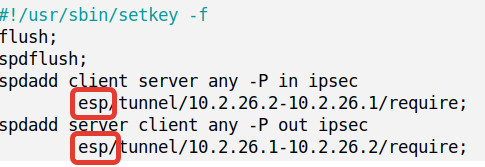 #!/usr/sbin/setkey -f
flush;
spdflush;
spdadd client server any -P in ipsec
esp/tunnel/10.2.26.2-10.2.26.1/require;
spdadd server client any -P out ipsec
esp/tunnel/10.2.26.1-10.2.26.2/require;